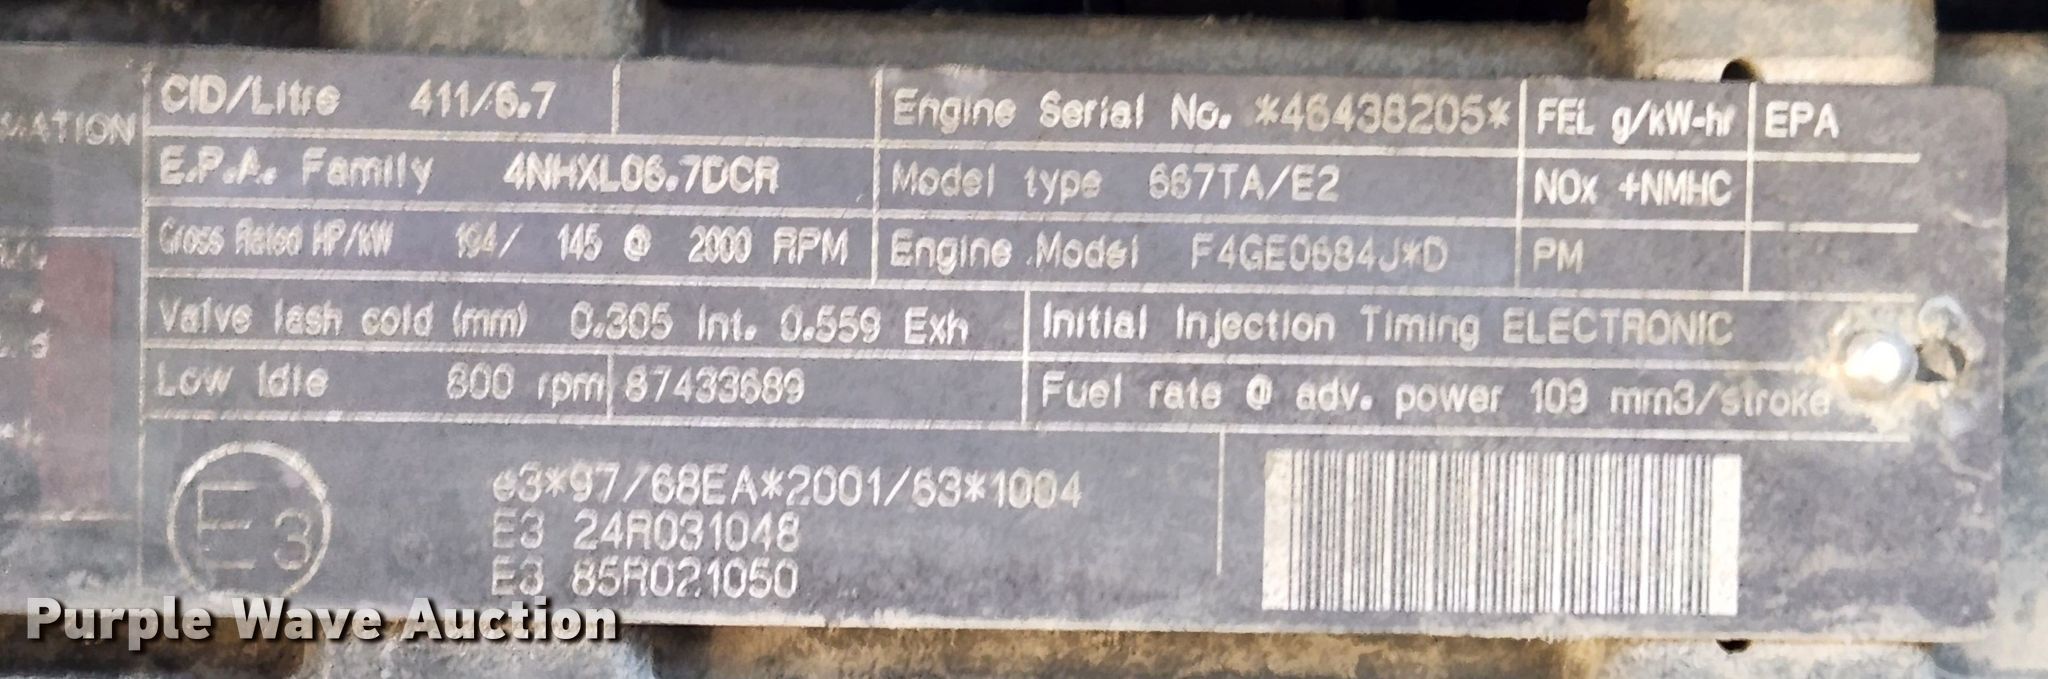 CID/Litre 411/6.7
Engine Serial No. *46438205*
FEL g/kW-hr EPA
MATION
E.P.A. Family 4NHXL06.7DCR
Model type 667TA/E2
NOx +NMHC
Gross Rated HP/kW 194/ 145 @ 2000 RPM
Engine Model F4GE0684J*D
PM
Valve lash cold (mm) 0.305 Int. 0.559 Exh
Initial Injection Timing ELECTRONIC
Low Idle 800 rpm 87433689
Fuel rate @ adv. power 109 mm3/stroke
E3
e3*97/68EA*2001/63*1004
E3 24R031048
E3 85R021050
Purple Wave Auction